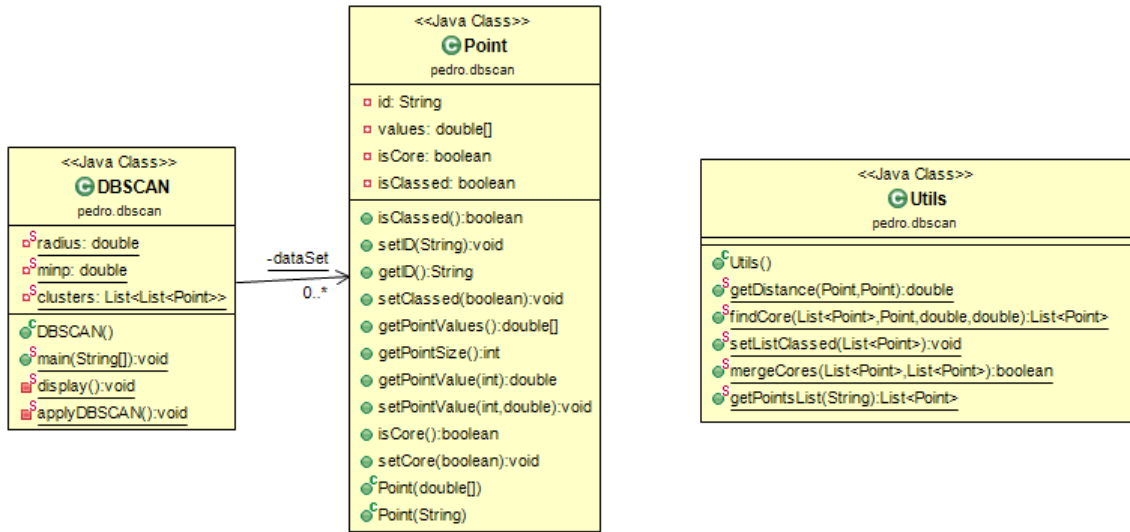 <<Java Class>>
DBSCAN
pedro.dbscan
radius: double
minp: double
clusters: List<List<Point>>
DBSCAN()
main(String[]):void
display():void
applyDBSCAN():void
-dataSet
0..*
<<Java Class>>
Point
pedro.dbscan
id: String
values: double[]
isCore: boolean
isClassed: boolean
isClassed():boolean
setID(String):void
getID():String
setClassed(boolean):void
getPointValues():double[]
getPointSize():int
getPointValue(int):double
setPointValue(int,double):void
isCore():boolean
setCore(boolean):void
Point(double[])
Point(String)
<<Java Class>>
Utils
pedro.dbscan
Utils()
getDistance(Point,Point):double
findCore(List<Point>,Point,double,double):List<Point>
setListClassed(List<Point>):void
mergeCores(List<Point>,List<Point>):boolean
getPointsList(String):List<Point>